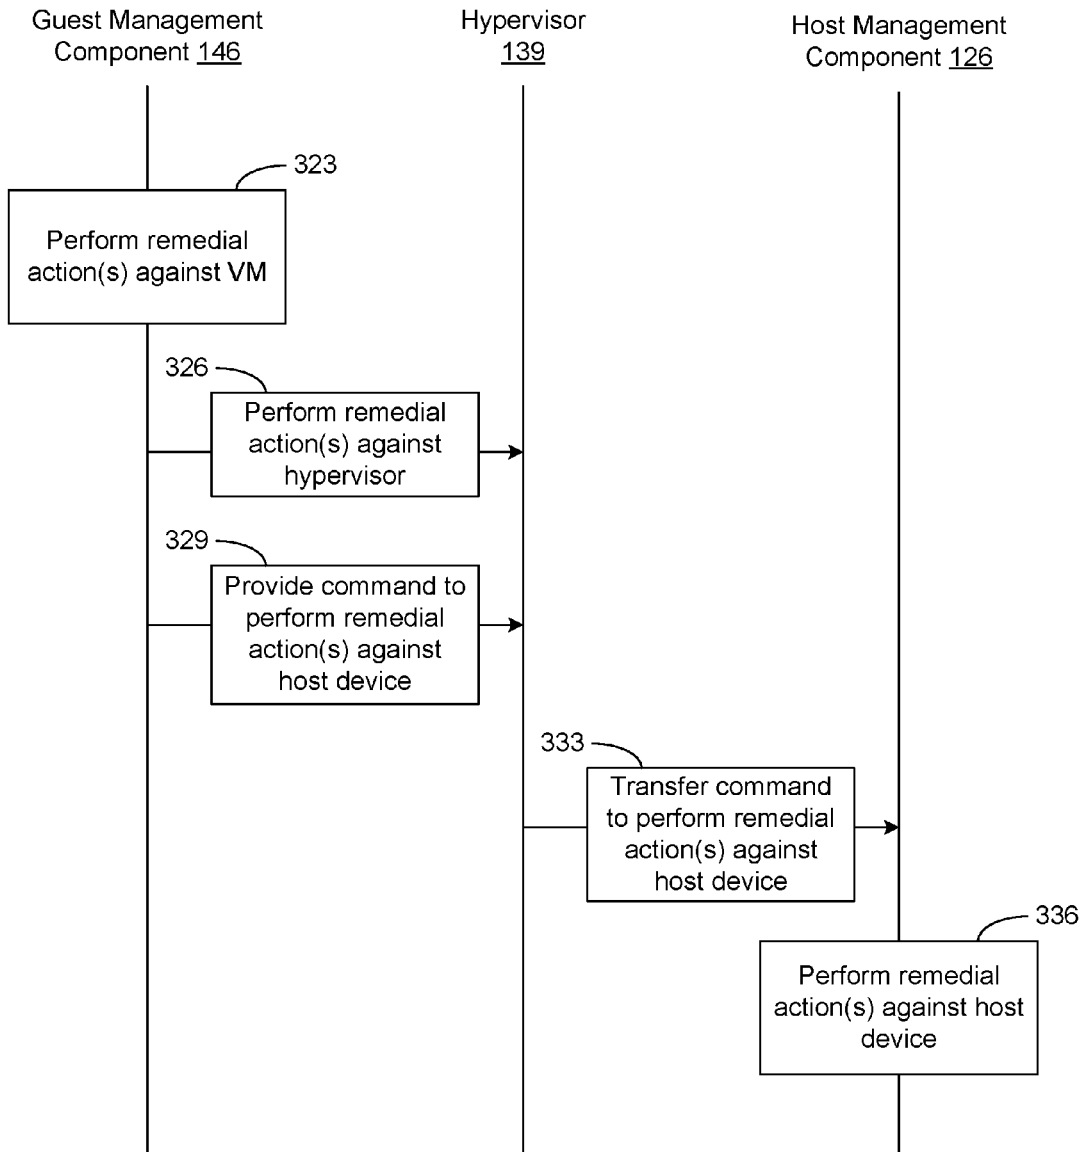 Guest Management
Component 146
Hypervisor
139
Host Management
Component 126
323
Perform remedial
action(s) against VM
326
Perform remedial
action(s) against
hypervisor
329
Provide command to
perform remedial
action(s) against
host device
333
Transfer command
to perform remedial
action(s) against
host device
336
Perform remedial
action(s) against host
device